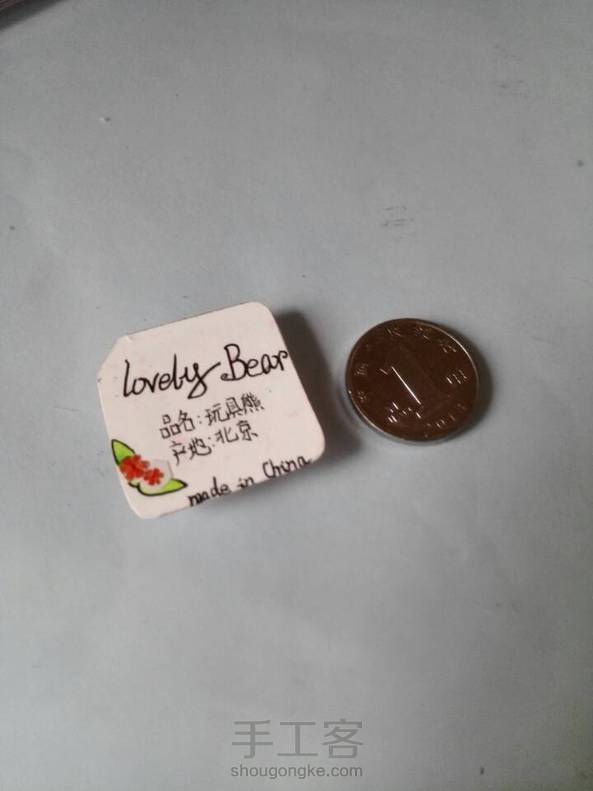 lovely Bear
品名:玩具熊
产地:北京
made in China
1
手工客
shougongke.com